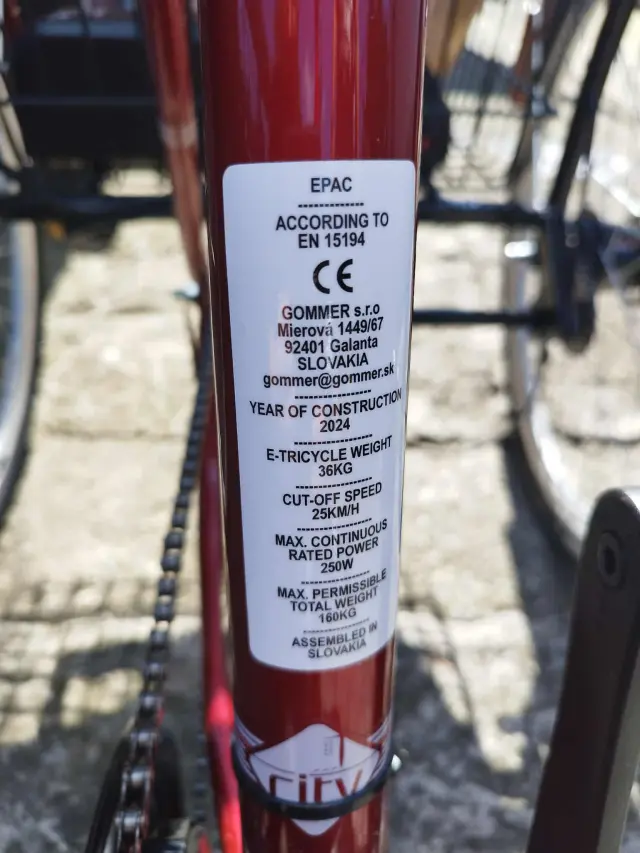 EPAC
------------
ACCORDING TO
EN 15194
CE
GOMMER s.r.o
Mierová 1449/67
92401 Galanta
SLOVAKIA
gommer@gommer.sk
--------------
YEAR OF CONSTRUCTION
2024
--------------
E-TRICYCLE WEIGHT
36KG
--------------
CUT-OFF SPEED
25KM/H
--------------
MAX. CONTINUOUS
RATED POWER
250W
--------------
MAX. PERMISSIBLE
TOTAL WEIGHT
160KG
--------------
ASSEMBLED IN
SLOVAKIA
city